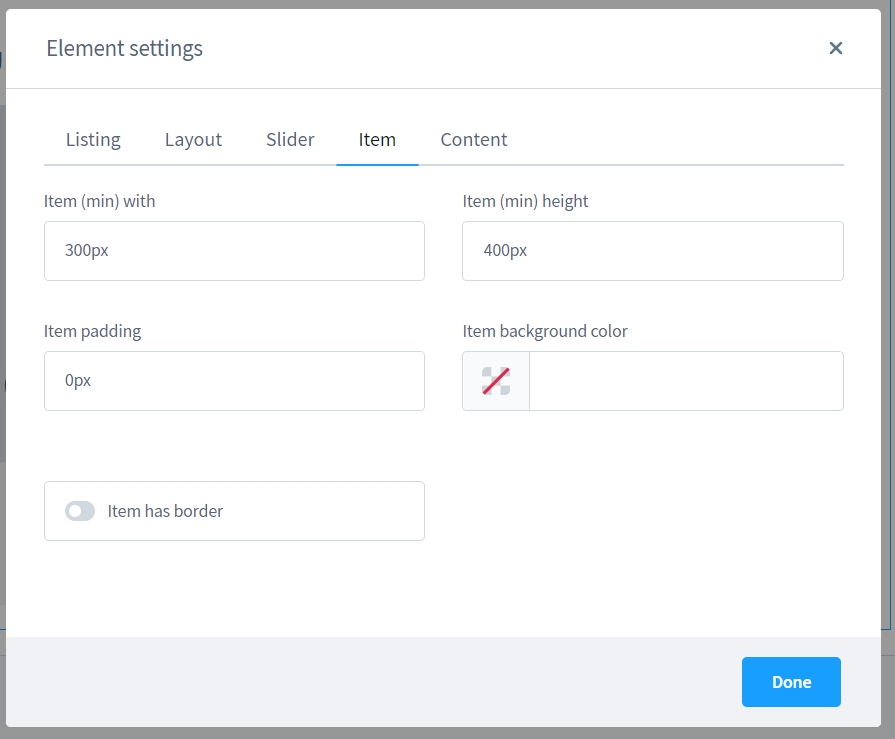 Element settings
Listing Layout Slider Item Content
Item (min) with Item (min) height
300px 400px
Item padding Item background color
0px
Item has border
Done